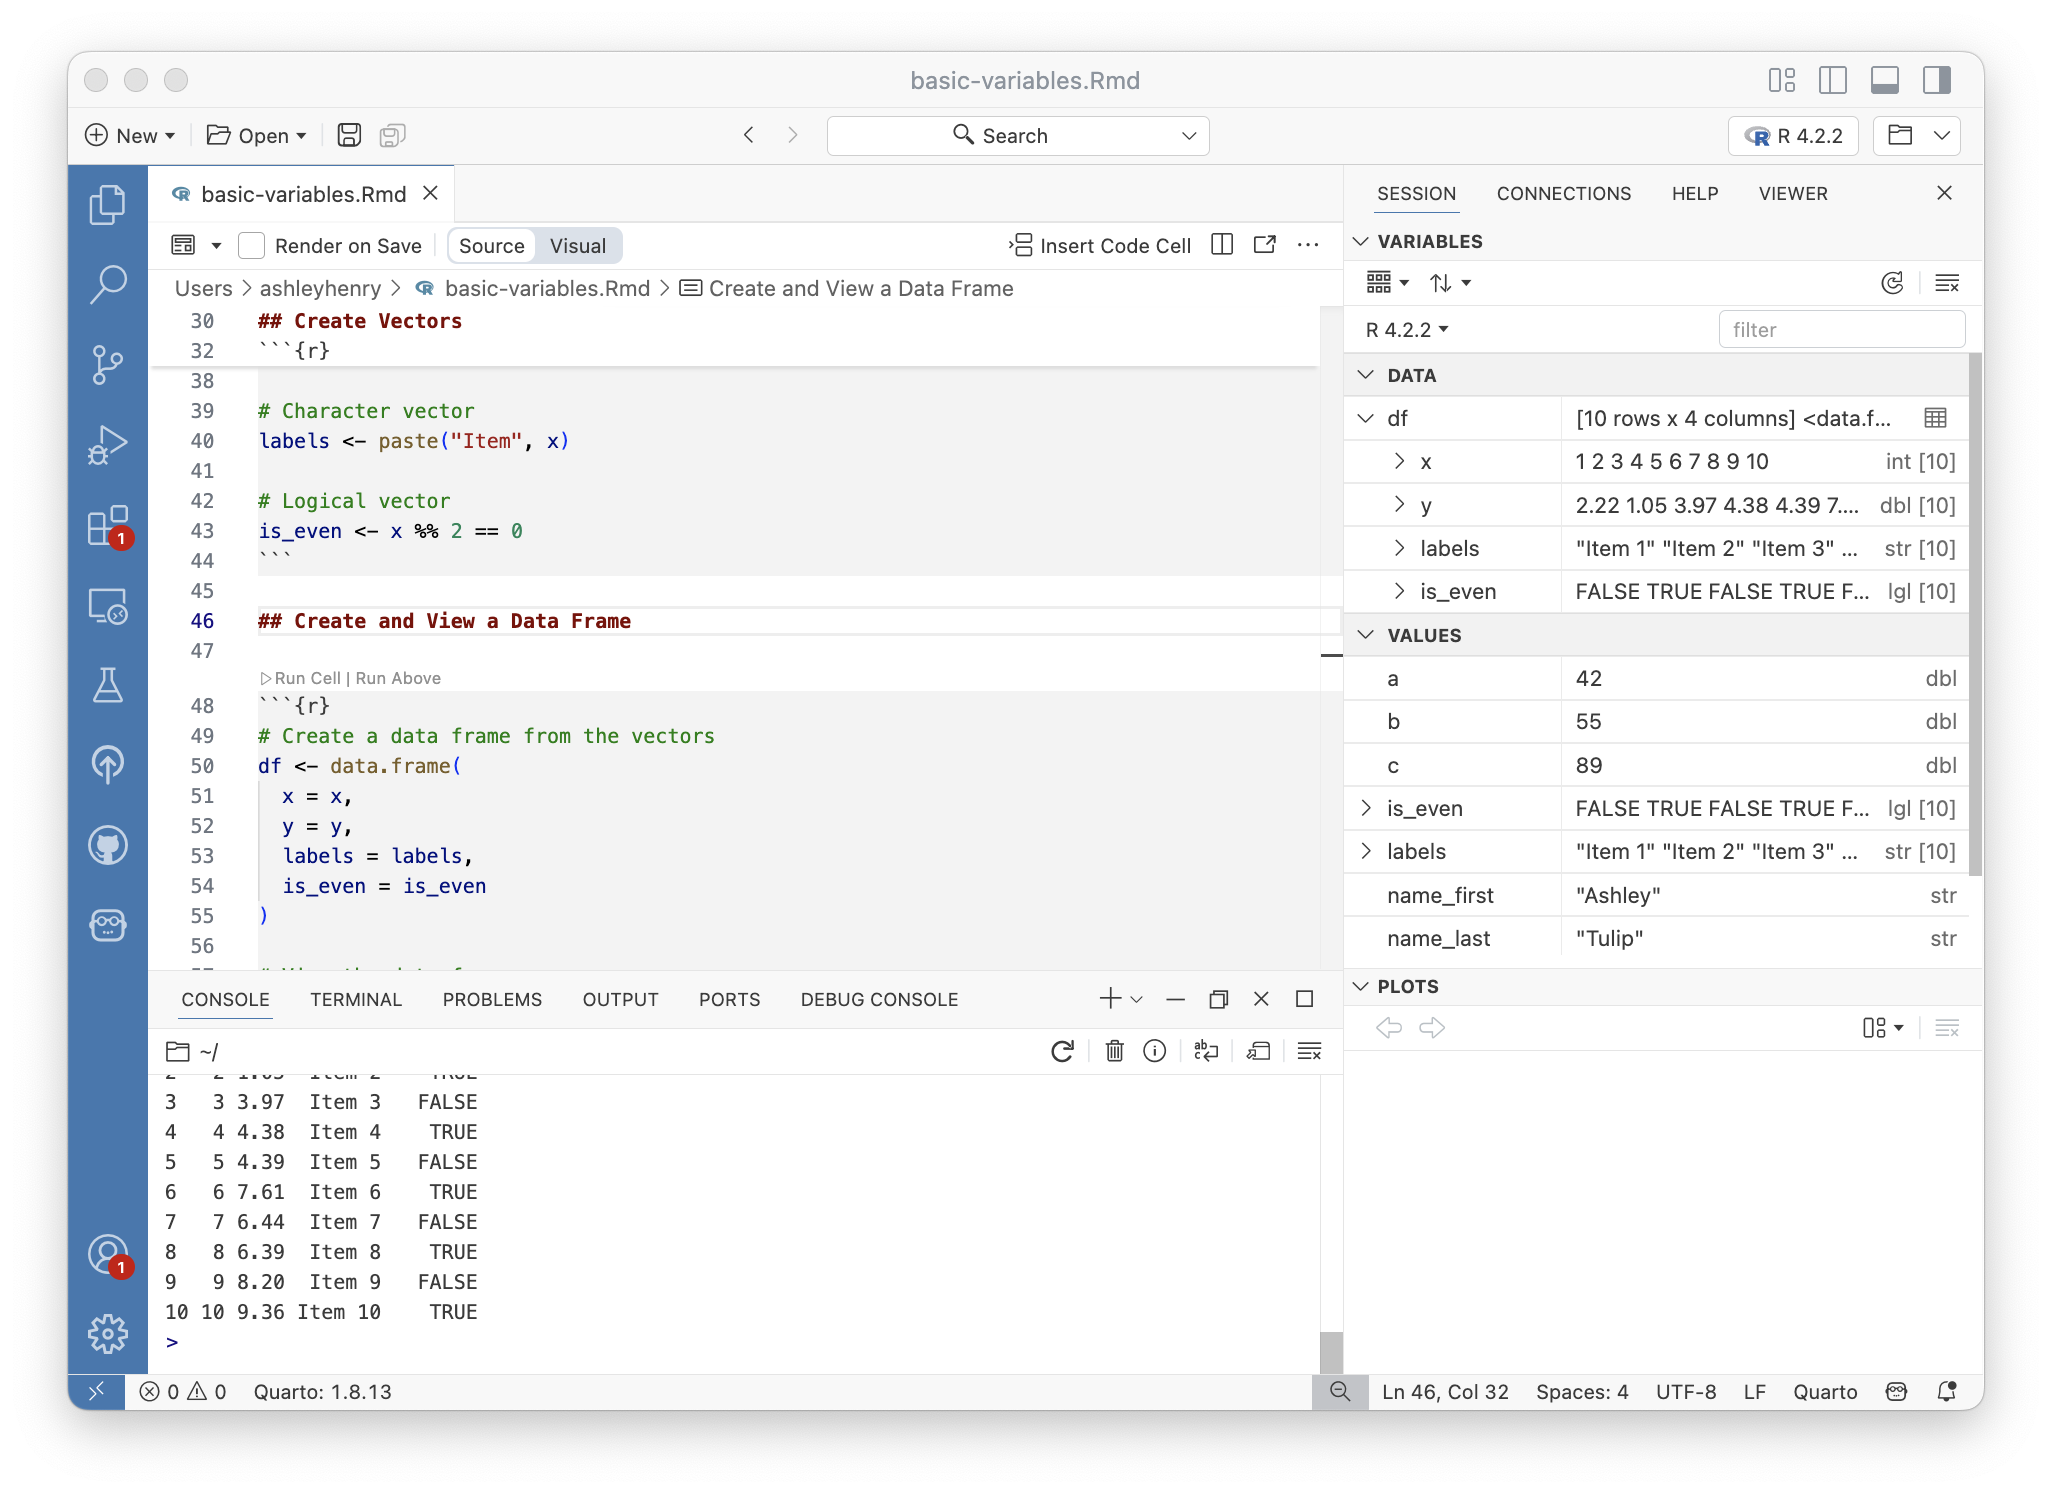 basic-variables.Rmd
New Open Search R 4.2.2
basic-variables.Rmd
Render on Save Source Visual Insert Code Cell
Users > ashleyhenry > basic-variables.Rmd > Create and View a Data Frame
30 ## Create Vectors
32 ```{r}
38
39 # Character vector
40 labels <- paste("Item", x)
41
42 # Logical vector
43 is_even <- x %% 2 == 0
44 ```
45
46 ## Create and View a Data Frame
47
Run Cell | Run Above
48 ```{r}
49 # Create a data frame from the vectors
50 df <- data.frame(
51 x = x,
52 y = y,
53 labels = labels,
54 is_even = is_even
55 )
56
CONSOLE TERMINAL PROBLEMS OUTPUT PORTS DEBUG CONSOLE
~/
3 3 3.97 Item 3 FALSE
4 4 4.38 Item 4 TRUE
5 5 4.39 Item 5 FALSE
6 6 7.61 Item 6 TRUE
7 7 6.44 Item 7 FALSE
8 8 6.39 Item 8 TRUE
9 9 8.20 Item 9 FALSE
10 10 9.36 Item 10 TRUE
>
SESSION CONNECTIONS HELP VIEWER
VARIABLES
R 4.2.2 filter
DATA
df [10 rows x 4 columns] <data.f...
x 1 2 3 4 5 6 7 8 9 10 int [10]
y 2.22 1.05 3.97 4.38 4.39 7.... dbl [10]
labels "Item 1" "Item 2" "Item 3" ... str [10]
is_even FALSE TRUE FALSE TRUE F... lgl [10]
VALUES
a 42 dbl
b 55 dbl
c 89 dbl
is_even FALSE TRUE FALSE TRUE F... lgl [10]
labels "Item 1" "Item 2" "Item 3" ... str [10]
name_first "Ashley" str
name_last "Tulip" str
PLOTS
1
1
0 0 Quarto: 1.8.13 Ln 46, Col 32 Spaces: 4 UTF-8 LF Quarto